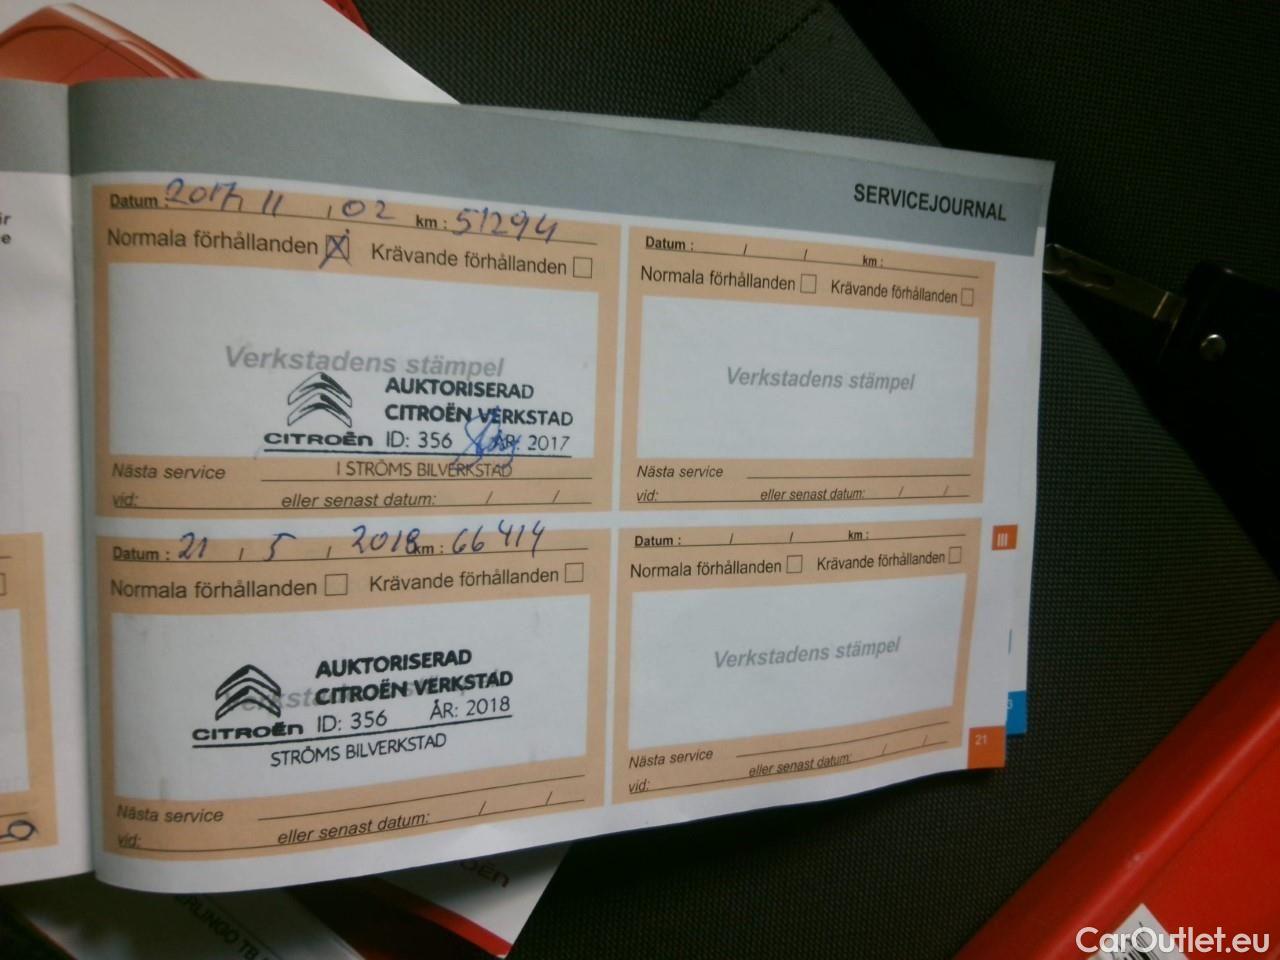 SERVICEJOURNAL
Datum : 2017 / 11 / 02 km : 51294
Normala förhållanden X Krävande förhållanden
Verkstadens stämpel
AUKTORISERAD
CITROËN VERKSTAD
CITROËN ID: 356 ÅR: 2017
STRÖMS BILVERKSTAD
Nästa service
vid: eller senast datum: / /
Datum : 21 / 5 / 2018 km : 66414
Normala förhållanden Krävande förhållanden
AUKTORISERAD
CITROËN VERKSTAD
CITROËN ID: 356 ÅR: 2018
STRÖMS BILVERKSTAD
Nästa service
vid: eller senast datum: / /
Datum : / / km :
Normala förhållanden Krävande förhållanden
Verkstadens stämpel
Nästa service
vid: eller senast datum: / /
Datum : / / km :
Normala förhållanden Krävande förhållanden
Verkstadens stämpel
Nästa service
vid: eller senast datum: / /
III
21
CarOutlet.eu